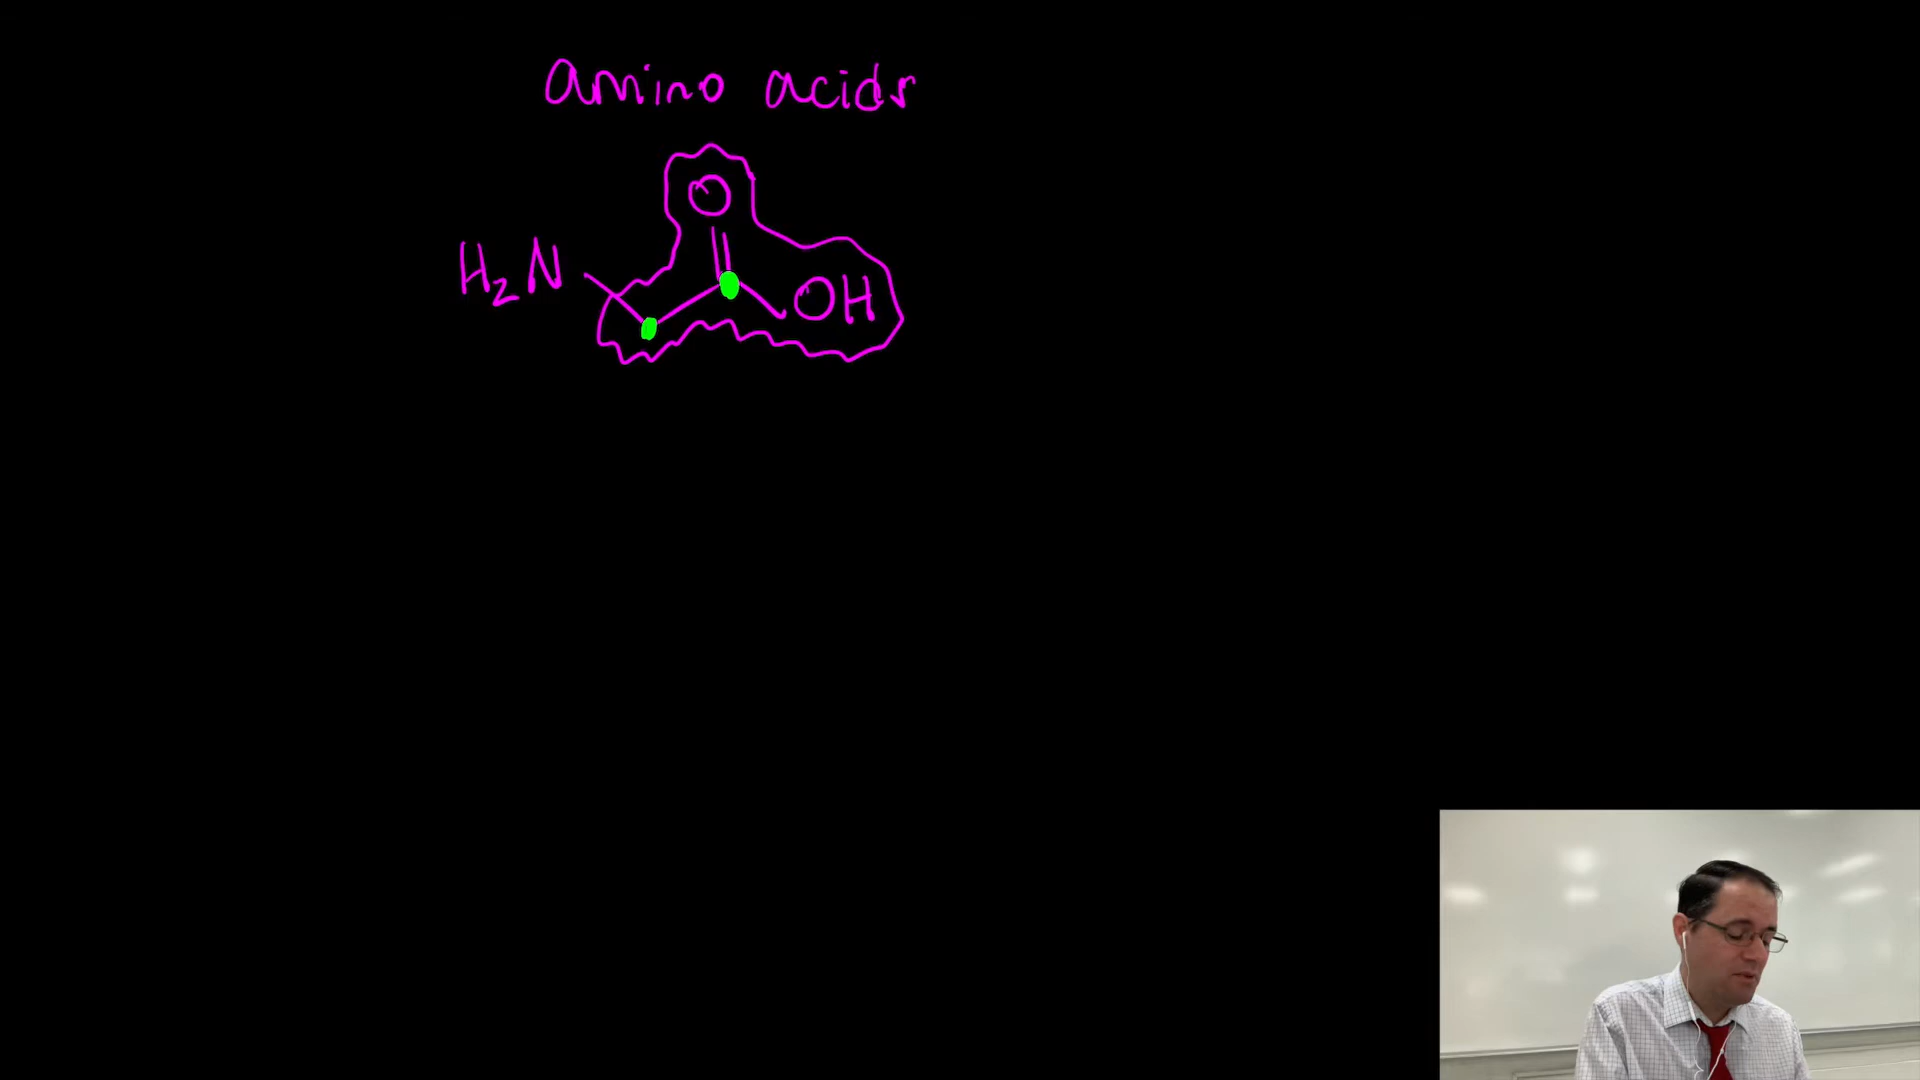 amino acids
O
H₂N
OH